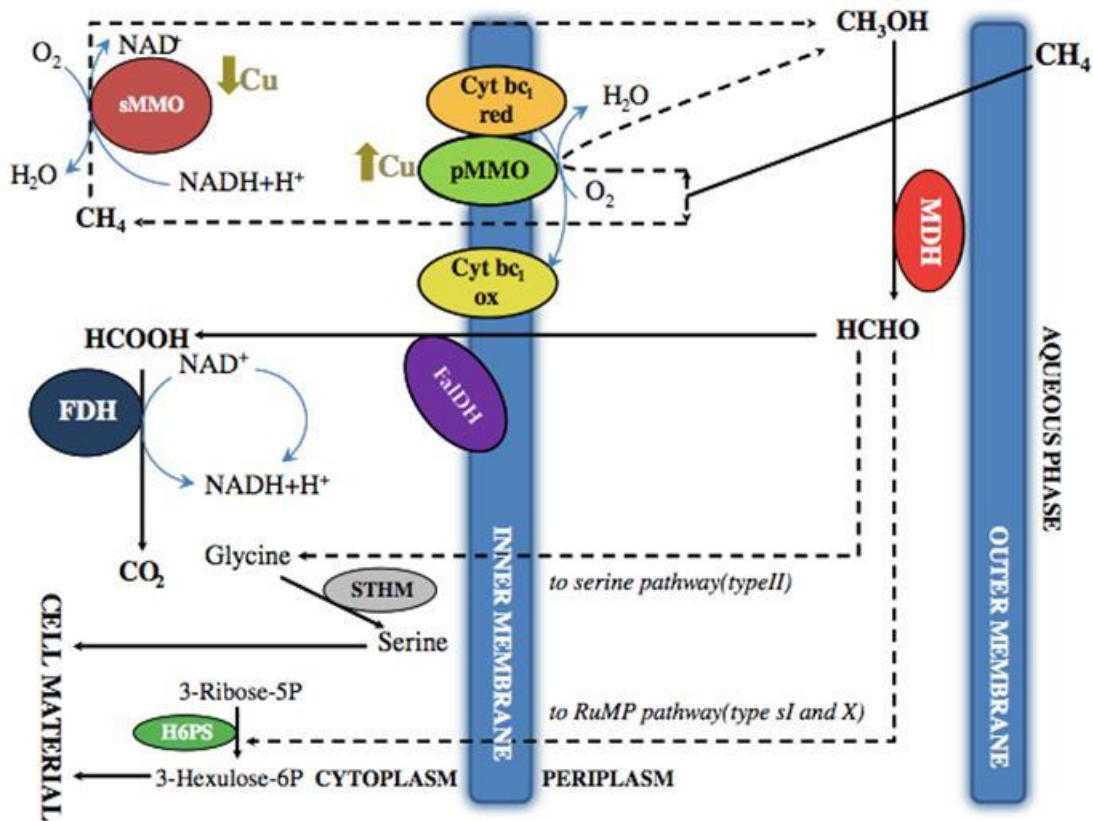 O₂
NAD⁺
sMMO
Cu
H₂O
NADH+H⁺
CH₄
Cyt bc₁
red
pMMO
Cu
H₂O
O₂
Cyt bc₁
ox
CH₃OH
CH₄
MDH
HCHO
HCOOH
NAD⁺
FDH
NADH+H⁺
CO₂
FalDH
Glycine
STHM
Serine
to serine pathway(typeII)
3-Ribose-5P
H6PS
3-Hexulose-6P
to RuMP pathway(type sI and X)
CYTOPLASM
PERIPLASM
CELL MATERIAL
INNER MEMBRANE
OUTER MEMBRANE
AQUEOUS PHASE